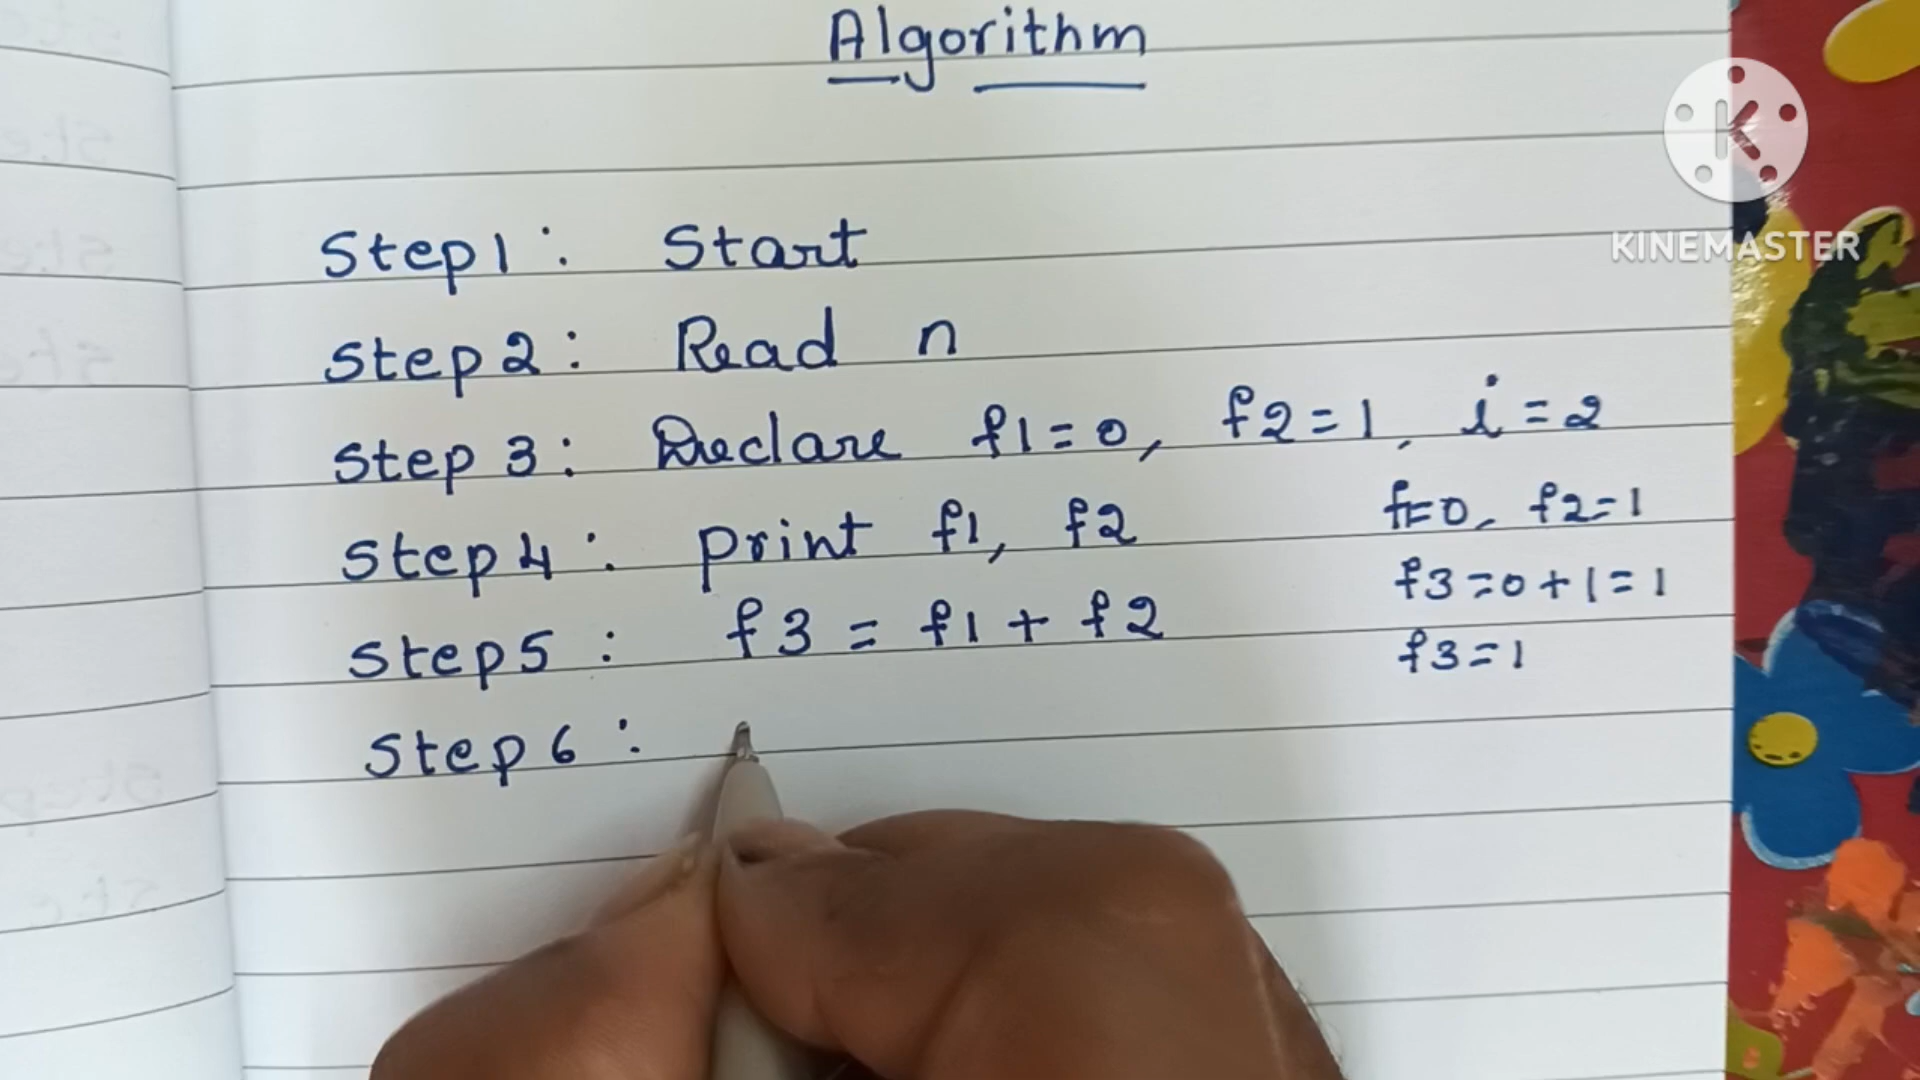 Algorithm
KINEMASTER
Step1: Start
Step2: Read n
Step 3: Declare f1=0, f2=1, i=2
f=0, f2=1
Step4: print f1, f2
f3=0+1=1
Step5: f3 = f1+f2
f3=1
Step6: